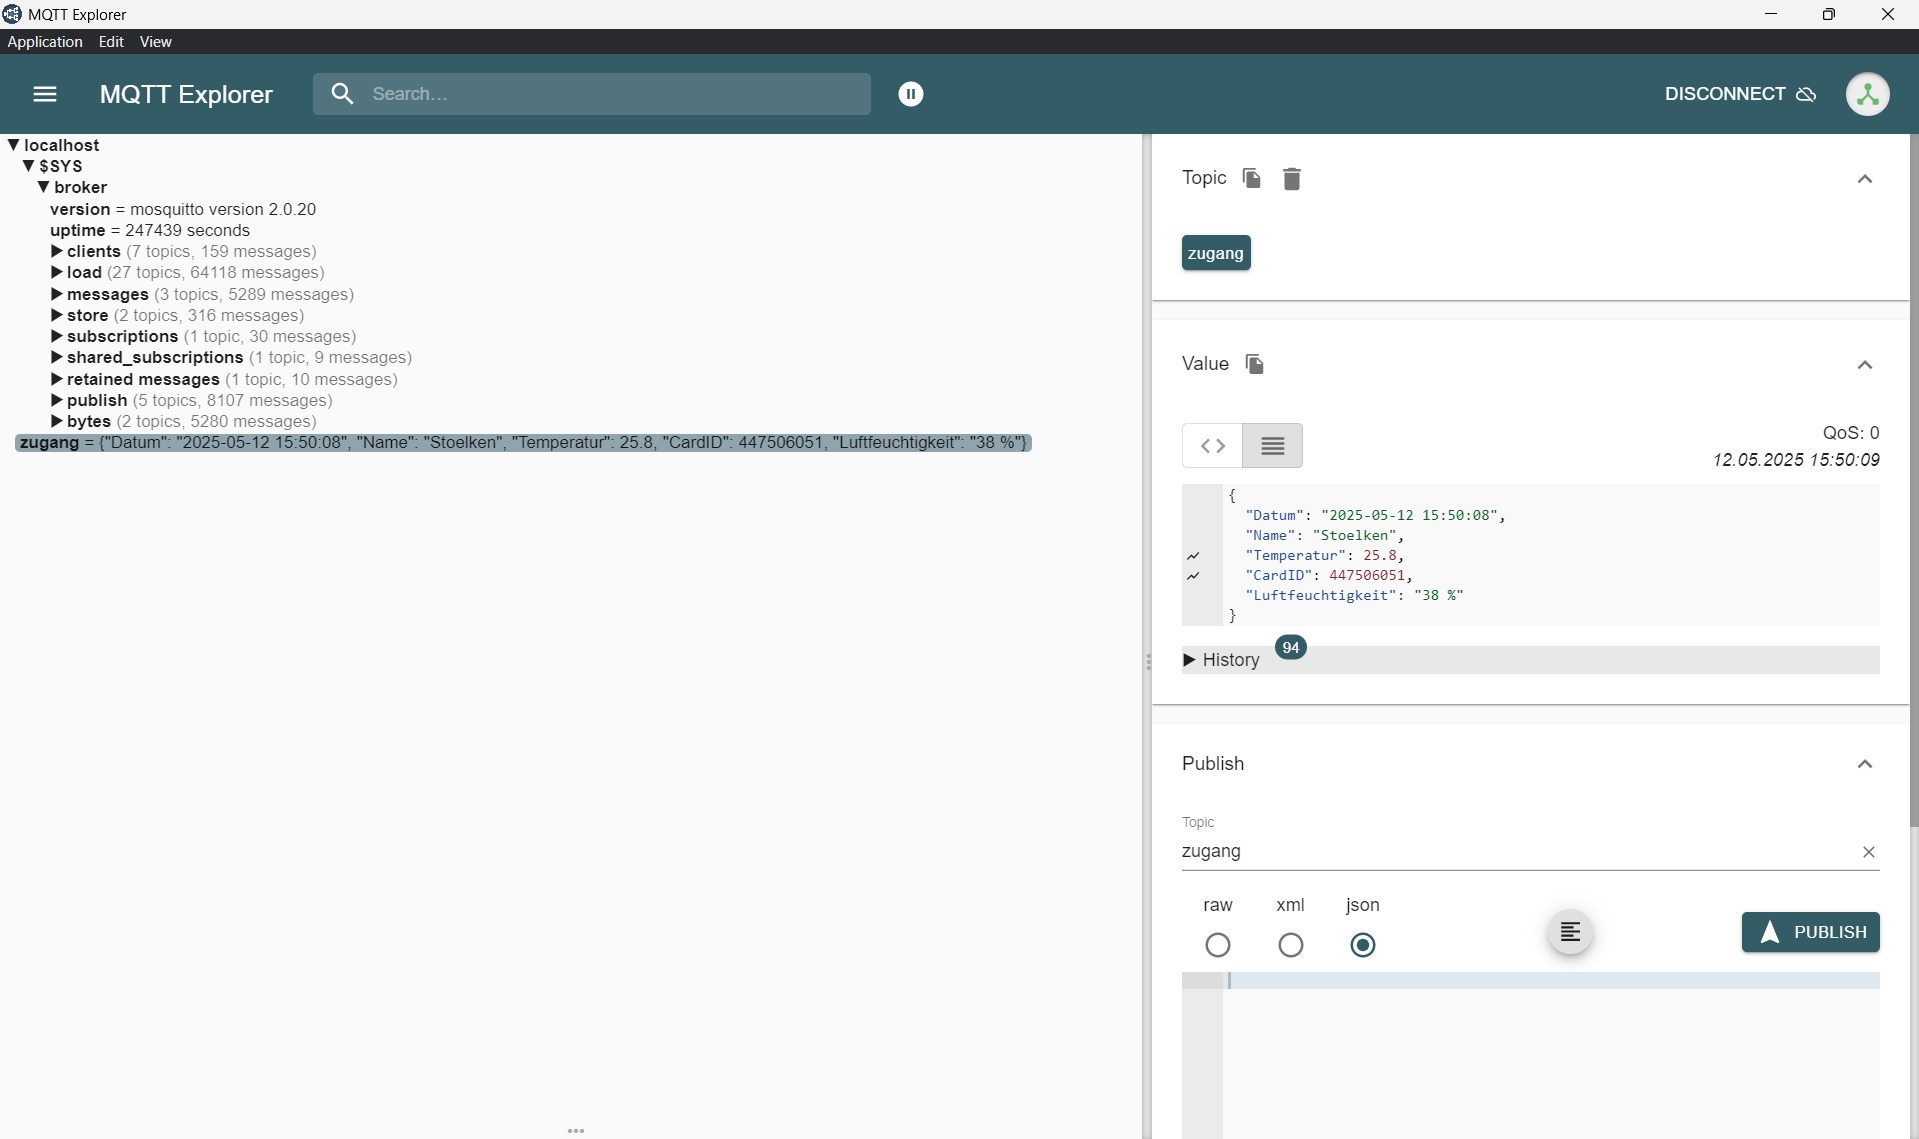 MQTT Explorer
Application Edit View
MQTT Explorer
Search...
DISCONNECT
▼ localhost
▼ $SYS
▼ broker
version = mosquitto version 2.0.20
uptime = 247439 seconds
▶ clients (7 topics, 159 messages)
▶ load (27 topics, 64118 messages)
▶ messages (3 topics, 5289 messages)
▶ store (2 topics, 316 messages)
▶ subscriptions (1 topic, 30 messages)
▶ shared_subscriptions (1 topic, 9 messages)
▶ retained messages (1 topic, 10 messages)
▶ publish (5 topics, 8107 messages)
▶ bytes (2 topics, 5280 messages)
zugang = {"Datum": "2025-05-12 15:50:08", "Name": "Stoelken", "Temperatur": 25.8, "CardID": 447506051, "Luftfeuchtigkeit": "38 %"}
Topic
zugang
Value
QoS: 0
12.05.2025 15:50:09
{
"Datum": "2025-05-12 15:50:08",
"Name": "Stoelken",
"Temperatur": 25.8,
"CardID": 447506051,
"Luftfeuchtigkeit": "38 %"
}
▶ History 94
Publish
Topic
zugang
raw xml json
PUBLISH